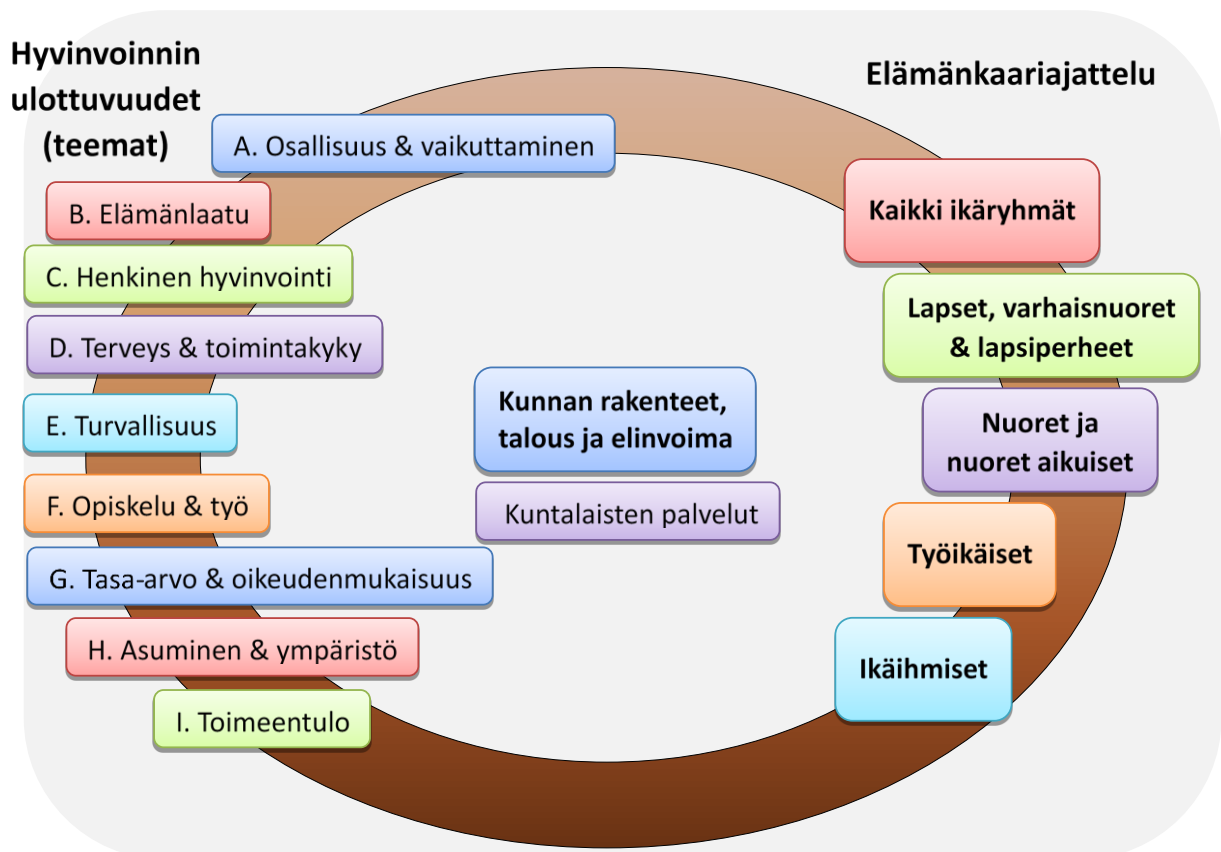 Hyvinvoinnin
ulottuvuudet
(teemat)
A. Osallisuus & vaikuttaminen
B. Elämänlaatu
C. Henkinen hyvinvointi
D. Terveys & toimintakyky
E. Turvallisuus
F. Opiskelu & työ
G. Tasa-arvo & oikeudenmukaisuus
H. Asuminen & ympäristö
I. Toimeentulo
Kunnan rakenteet,
talous ja elinvoima
Kuntalaisten palvelut
Elämänkaariajattelu
Kaikki ikäryhmät
Lapset, varhaisnuoret
& lapsiperheet
Nuoret ja
nuoret aikuiset
Työikäiset
Ikäihmiset